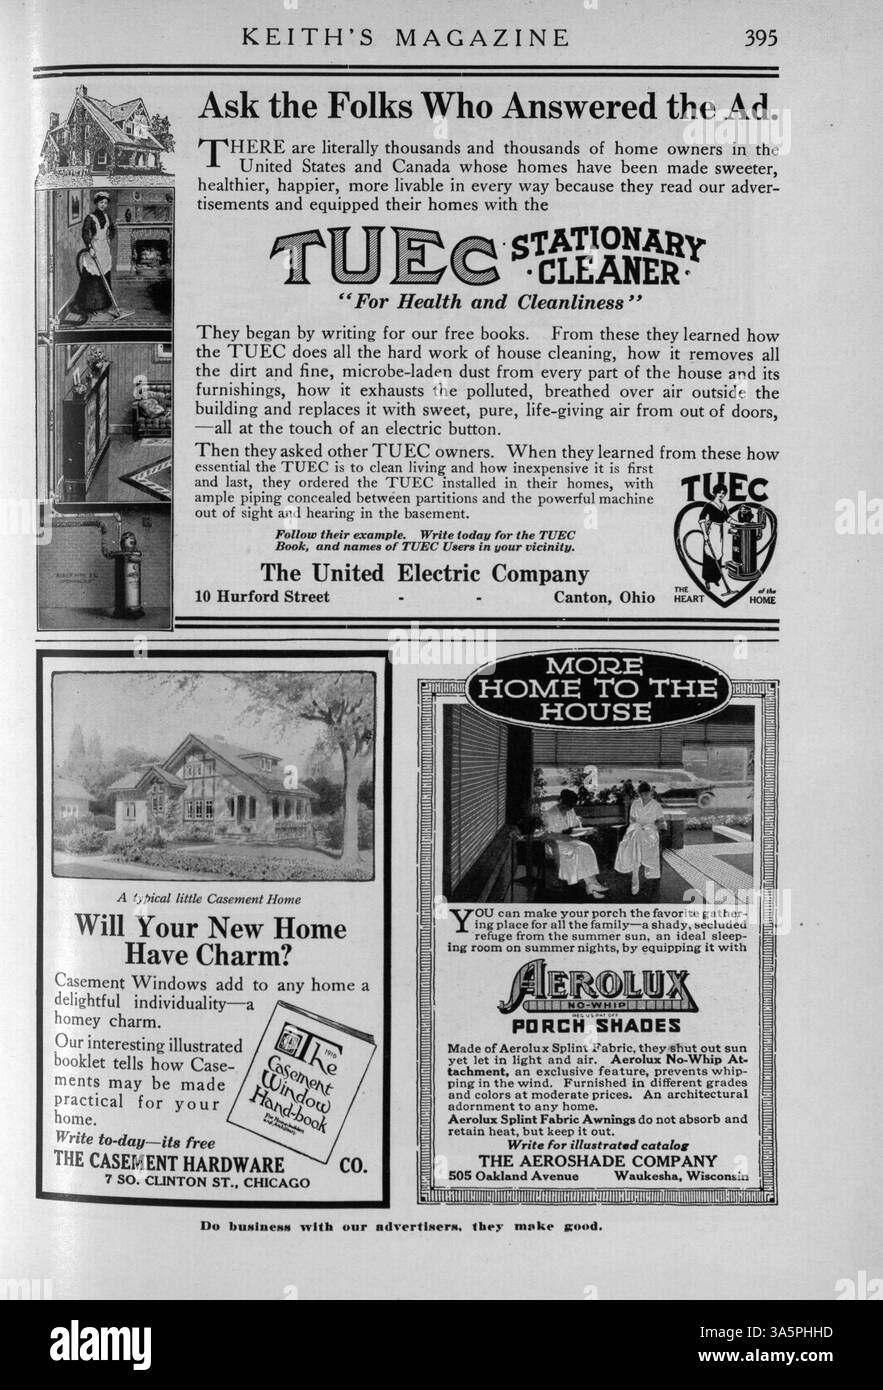 KEITH'S MAGAZINE 395
Ask the Folks Who Answered the Ad.
THERE are literally thousands and thousands of home owners in the
United States and Canada whose homes have been made sweeter,
healthier, happier, more livable in every way because they read our adver-
tisements and equipped their homes with the
TUEC STATIONARY
CLEANER
"For Health and Cleanliness"
They began by writing for our free books. From these they learned how
the TUEC does all the hard work of house cleaning, how it removes all
the dirt and fine, microbe-laden dust from every part of the house and its
furnishings, how it exhausts the polluted, breathed over air outside the
building and replaces it with sweet, pure, life-giving air from out of doors,
—all at the touch of an electric button.
Then they asked other TUEC owners. When they learned from these how
essential the TUEC is to clean living and how inexpensive it is first
and last, they ordered the TUEC installed in their homes, with
ample piping concealed between partitions and the powerful machine
out of sight and hearing in the basement.
Follow their example. Write today for the TUEC
Book, and names of TUEC Users in your vicinity.
The United Electric Company
10 Hurford Street - - Canton, Ohio
TUEC
THE HEART of the HOME
A typical little Casement Home
Will Your New Home
Have Charm?
Casement Windows add to any home a
delightful individuality—a
homey charm.
Our interesting illustrated
booklet tells how Case-
ments may be made
practical for your
home.
Write to-day—its free
THE CASEMENT HARDWARE CO.
7 SO. CLINTON ST., CHICAGO
1916
The
Casement
Window
Hand-book
MORE
HOME TO THE
HOUSE
YOU can make your porch the favorite gather-
ing place for all the family—a shady, secluded
refuge from the summer sun, an ideal sleep-
ing room on summer nights, by equipping it with
AEROLUX
NO-WHIP
REG. U.S. PAT. OFF.
PORCH SHADES
Made of Aerolux Splint Fabric, they shut out sun
yet let in light and air. Aerolux No-Whip At-
tachment, an exclusive feature, prevents whip-
ping in the wind. Furnished in different grades
and colors at moderate prices. An architectural
adornment to any home.
Aerolux Splint Fabric Awnings do not absorb and
retain heat, but keep it out.
Write for illustrated catalog
THE AEROSHADE COMPANY
505 Oakland Avenue Waukesha, Wisconsin
Do business with our advertisers, they make good.
alamy
Image ID: 3A5PHHD
www.alamy.com